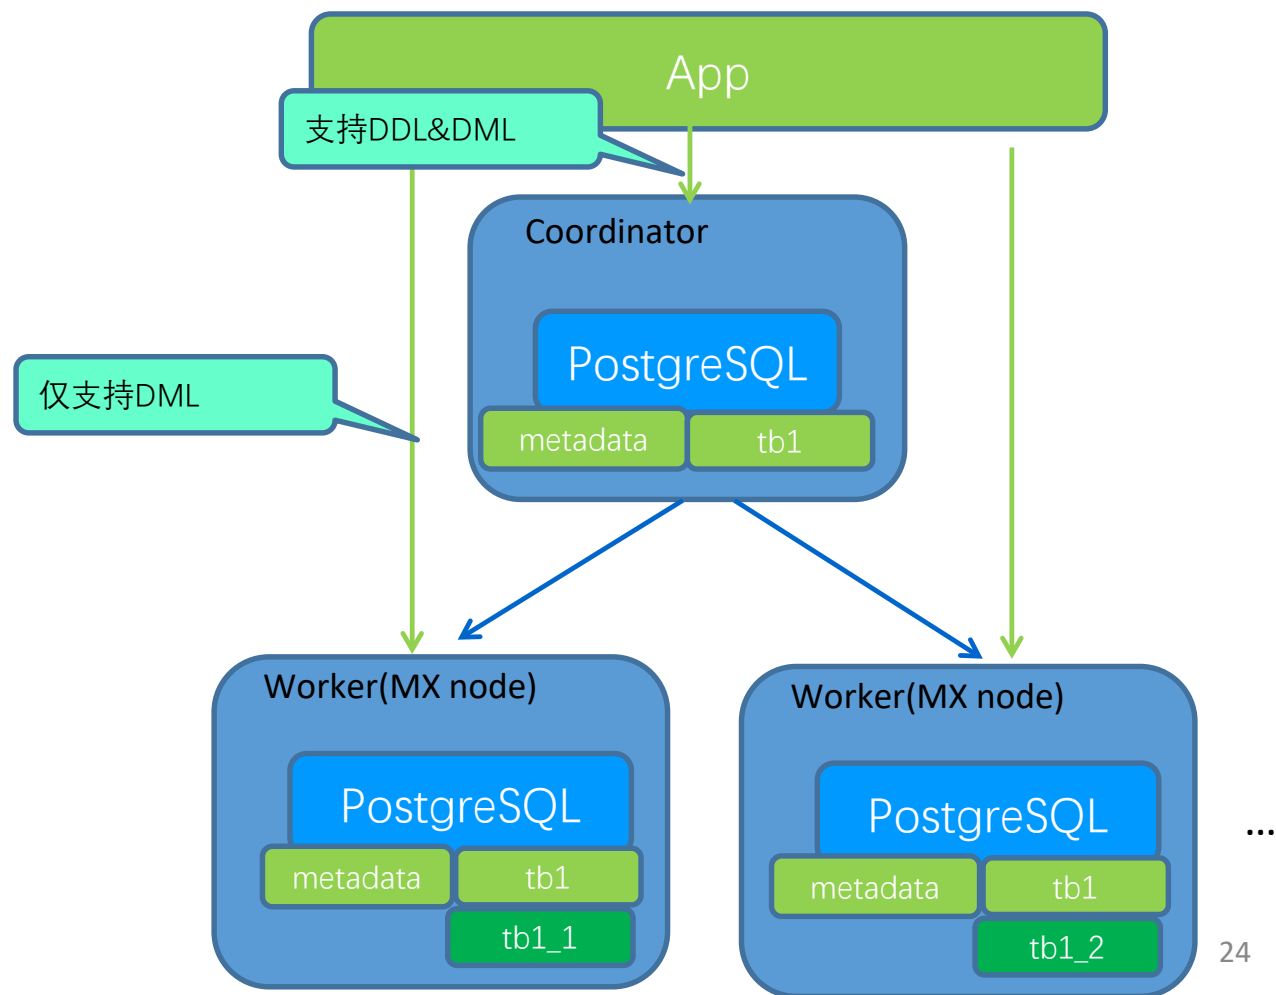 App
支持DDL&DML
Coordinator
PostgreSQL
metadata
tb1
仅支持DML
Worker(MX node)
PostgreSQL
metadata
tb1
tb1_1
Worker(MX node)
PostgreSQL
metadata
tb1
tb1_2
...
24